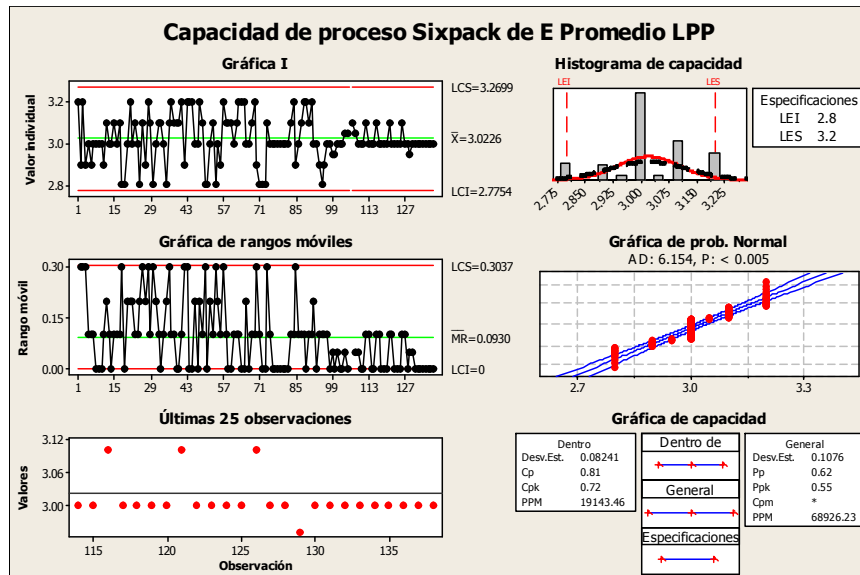 Capacidad de proceso Sixpack de E Promedio LPP
Gráfica I
Valor individual
3.2
3.0
2.8
1 15 29 43 57 71 85 99 113 127
LCS=3.2699
X=3.0226
LCI=2.7754
Histograma de capacidad
LEI LES
2.775 2.850 2.925 3.000 3.075 3.150 3.225
Especificaciones
LEI 2.8
LES 3.2
Gráfica de rangos móviles
Rango móvil
0.30
0.15
0.00
1 15 29 43 57 71 85 99 113 127
LCS=0.3037
MR=0.0930
LCI=0
Gráfica de prob. Normal
AD: 6.154, P: < 0.005
2.7 3.0 3.3
Últimas 25 observaciones
Valores
3.12
3.06
3.00
115 120 125 130 135
Observación
Gráfica de capacidad
Dentro
Desv.Est. 0.08241
Cp 0.81
Cpk 0.72
PPM 19143.46
Dentro de
General
Especificaciones
General
Desv.Est. 0.1076
Pp 0.62
Ppk 0.55
Cpm *
PPM 68926.23